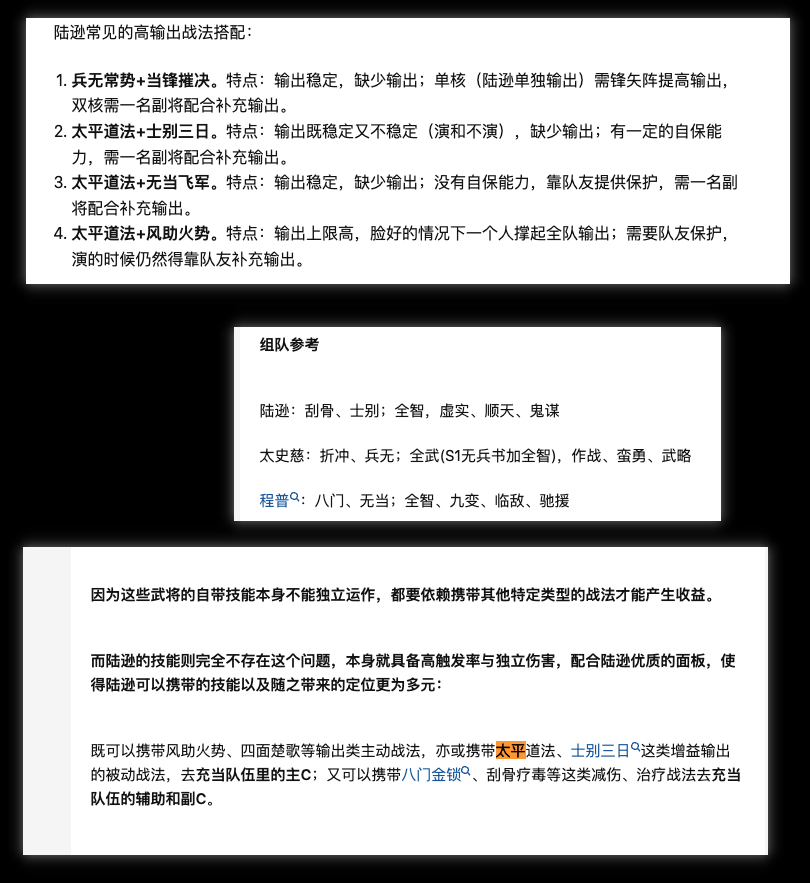 陆逊常见的高输出战法搭配：
1. 兵无常势+当锋摧决。特点：输出稳定，缺少输出；单核（陆逊单独输出）需锋矢阵提高输出，
双核需一名副将配合补充输出。
2. 太平道法+士别三日。特点：输出既稳定又不稳定（演和不演），缺少输出；有一定的自保能
力，需一名副将配合补充输出。
3. 太平道法+无当飞军。特点：输出稳定，缺少输出；没有自保能力，靠队友提供保护，需一名副
将配合补充输出。
4. 太平道法+风助火势。特点：输出上限高，脸好的情况下一个人撑起全队输出；需要队友保护，
演的时候仍然得靠队友补充输出。
组队参考
陆逊：刮骨、士别；全智，虚实、顺天、鬼谋
太史慈：折冲、兵无；全武(S1无兵书加全智)，作战、蛮勇、武略
程普：八门、无当；全智、九变、临敌、驰援
因为这些武将的自带技能本身不能独立运作，都要依赖携带其他特定类型的战法才能产生收益。
而陆逊的技能则完全不存在这个问题，本身就具备高触发率与独立伤害，配合陆逊优质的面板，使
得陆逊可以携带的技能以及随之带来的定位更为多元：
既可以携带风助火势、四面楚歌等输出类主动战法，亦或携带太平道法、士别三日这类增益输出
的被动战法，去充当队伍里的主C；又可以携带八门金锁、刮骨疗毒等这类减伤、治疗战法去充当
队伍的辅助和副C。